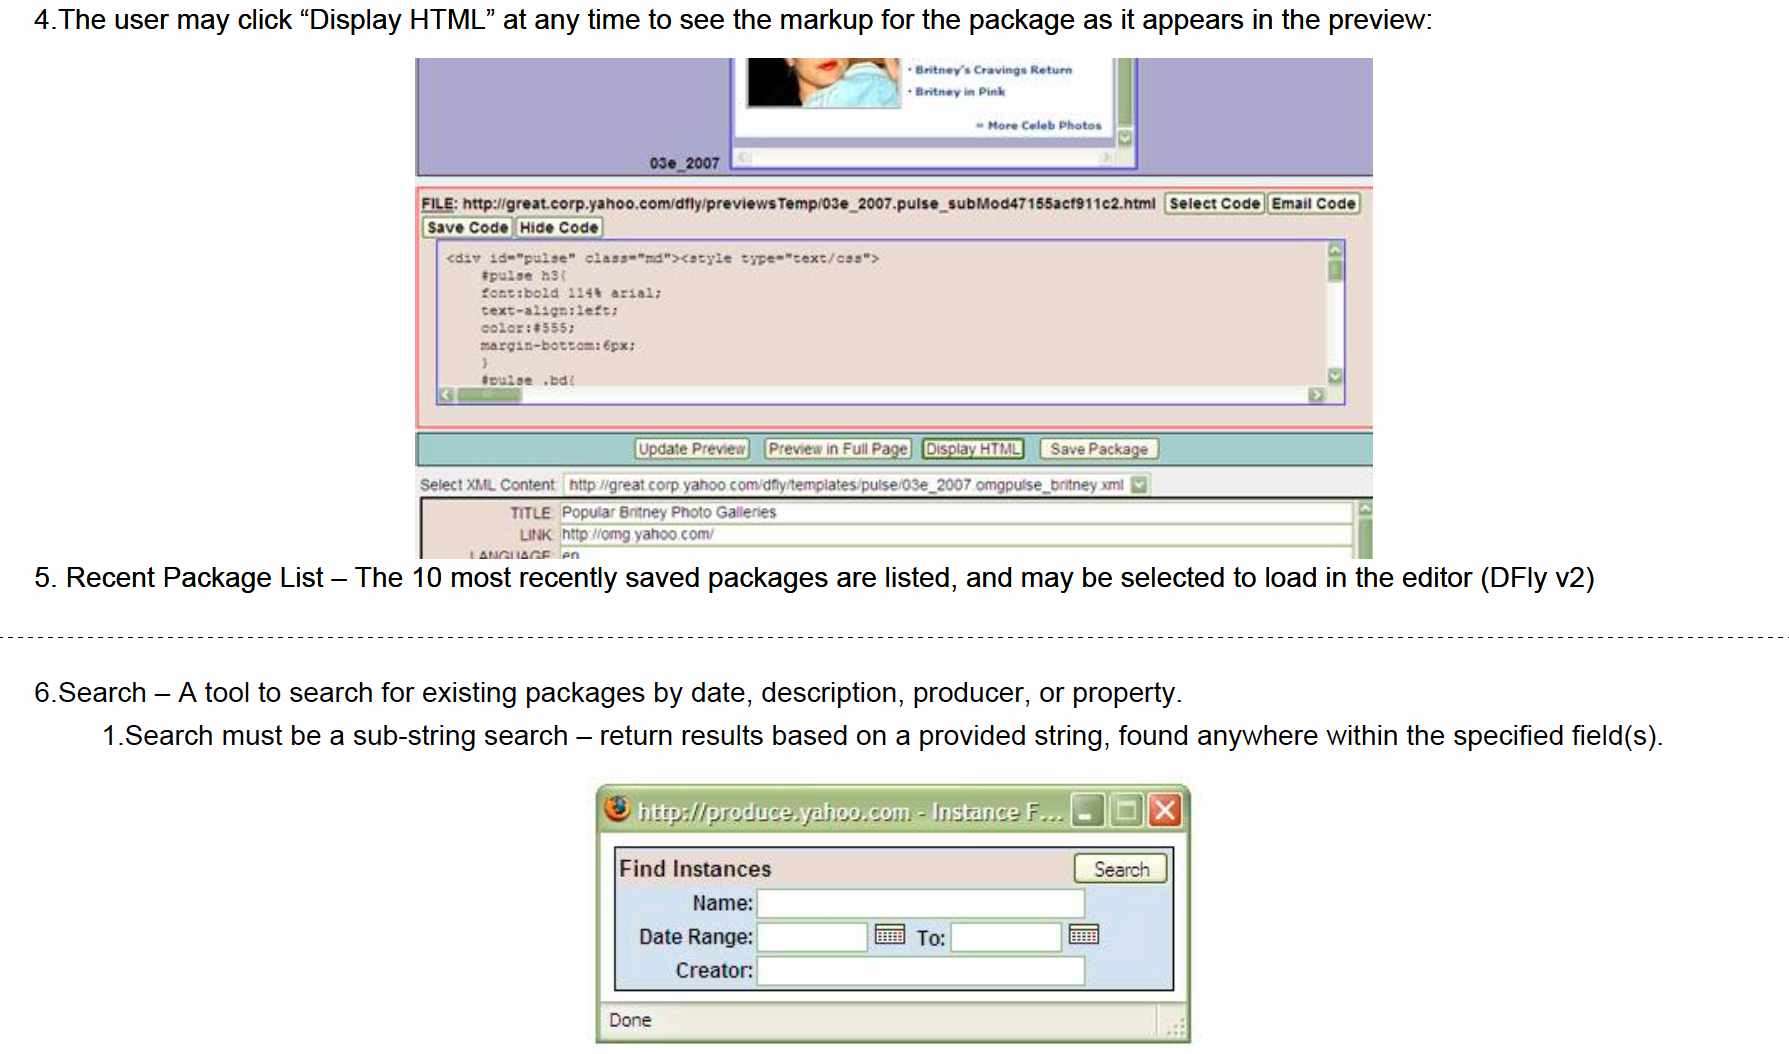 4.The user may click “Display HTML” at any time to see the markup for the package as it appears in the preview:
· Britney's Cravings Return
· Britney in Pink
» More Celeb Photos
03e_2007
FILE: http://great.corp.yahoo.com/dfly/previewsTemp/03e_2007.pulse_subMod47155acf911c2.html Select Code Email Code
Save Code Hide Code
<div id="pulse" class="md"><style type="text/css">
#pulse h3{
font:bold 114% arial;
text-align:left;
color:#555;
margin-bottom:6px;
}
#pulse .bd{
Update Preview Preview in Full Page Display HTML Save Package
Select XML Content: http://great.corp.yahoo.com/dfly/templates/pulse/03e_2007.omgpulse_britney.xml
TITLE: Popular Britney Photo Galleries
LINK: http://omg.yahoo.com/
LANGUAGE: en
5. Recent Package List – The 10 most recently saved packages are listed, and may be selected to load in the editor (DFly v2)
6.Search – A tool to search for existing packages by date, description, producer, or property.
1.Search must be a sub-string search – return results based on a provided string, found anywhere within the specified field(s).
http://produce.yahoo.com - Instance F...
Find Instances Search
Name:
Date Range: To:
Creator:
Done